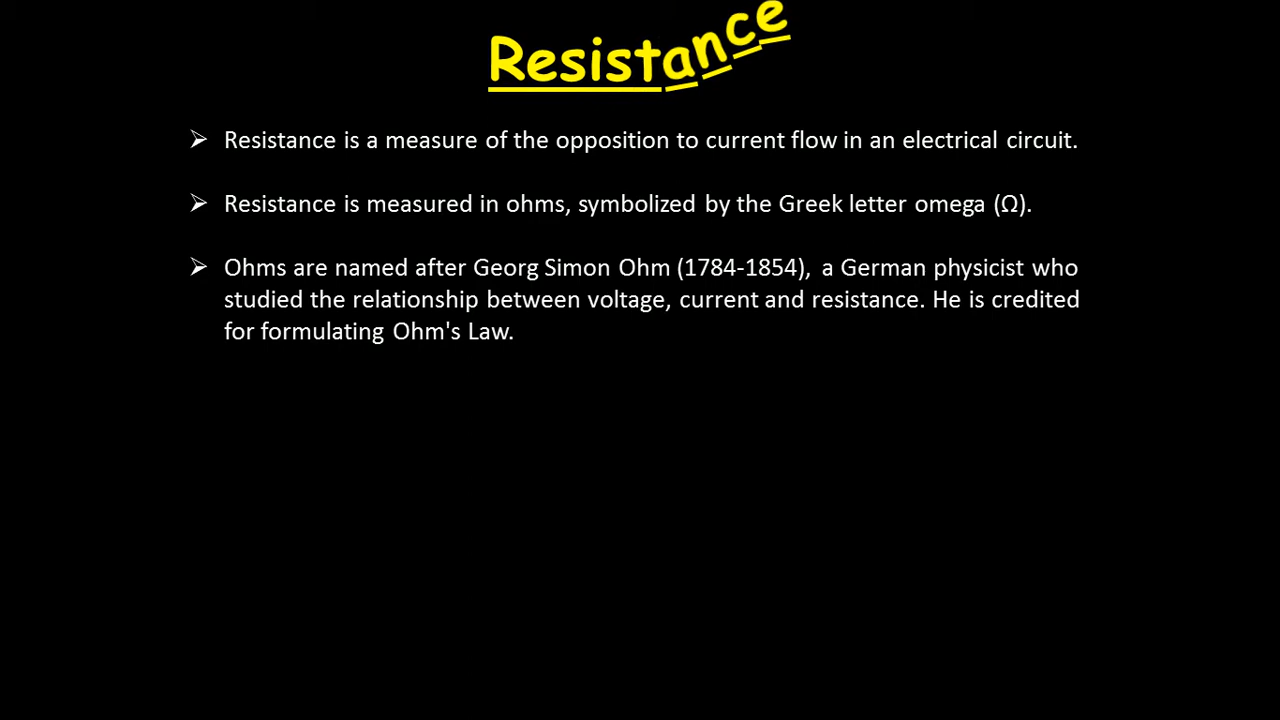 Resistance
➢ Resistance is a measure of the opposition to current flow in an electrical circuit.
➢ Resistance is measured in ohms, symbolized by the Greek letter omega (Ω).
➢ Ohms are named after Georg Simon Ohm (1784-1854), a German physicist who
studied the relationship between voltage, current and resistance. He is credited
for formulating Ohm's Law.